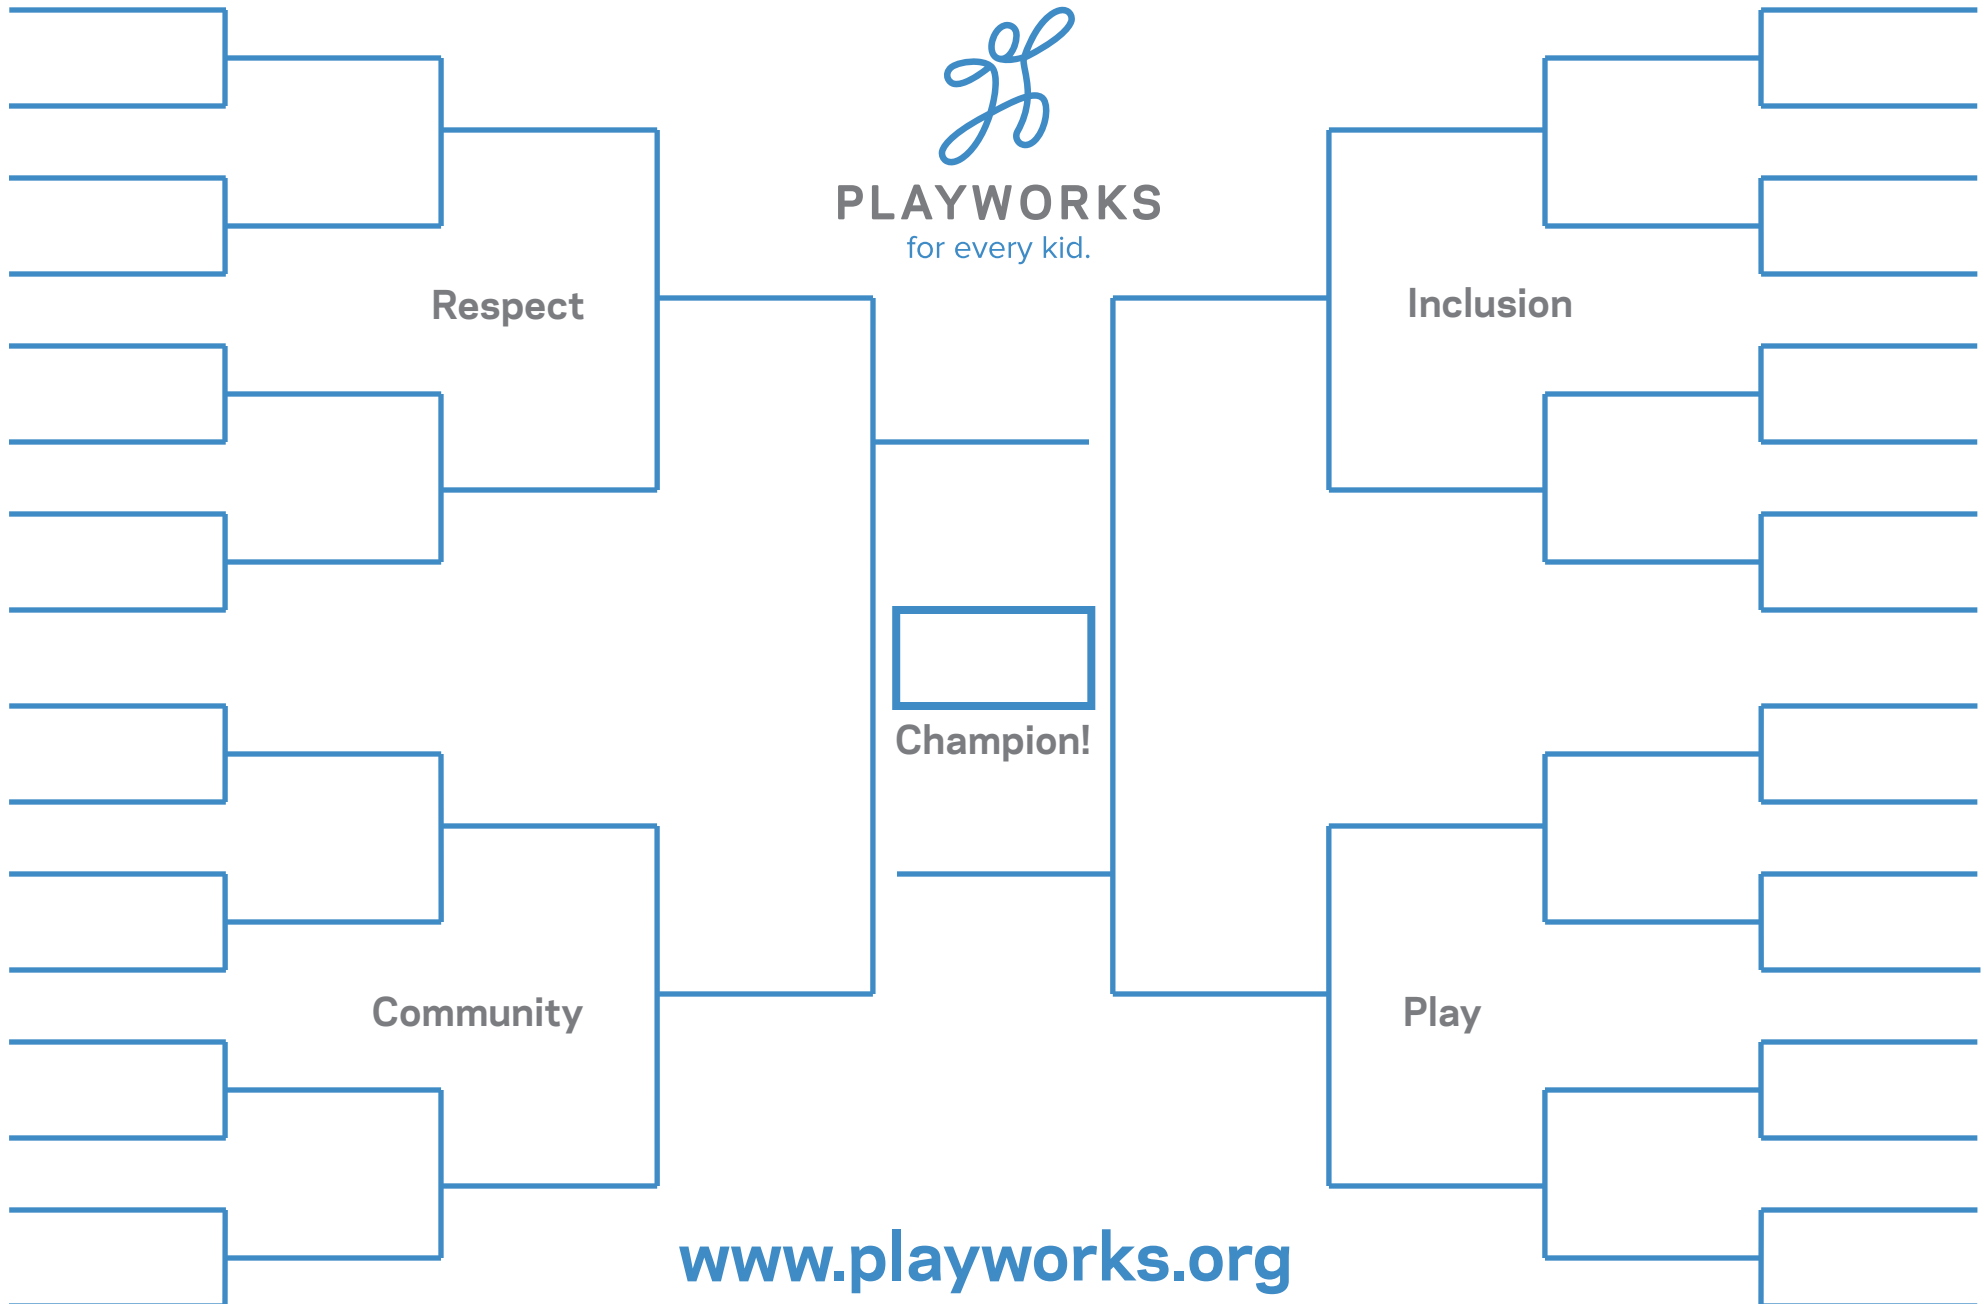 PLAYWORKS
for every kid.
Respect
Inclusion
Champion!
Community
Play
www.playworks.org